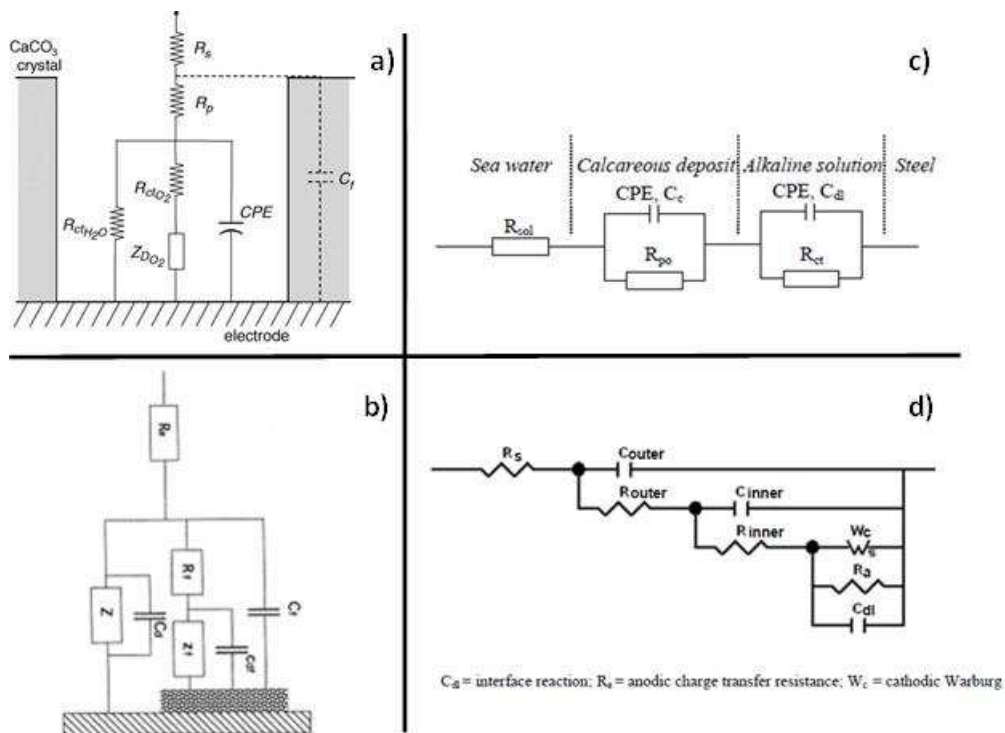 a)
CaCO3
crystal
Rs
Rp
Cf
RctO2
RctH2O
CPE
ZDO2
electrode
b)
Re
Rf
Cf
Z
Cd
Zf
Cdf
c)
Sea water Calcareous deposit Alkaline solution Steel
CPE, Cc CPE, Cdl
Rsol
Rpo Rct
d)
Rs Couter
Router Cinner
Rinner Wc
s
Ra
Cdl
Cdl = interface reaction; Ra = anodic charge transfer resistance; Wc = cathodic Warburg